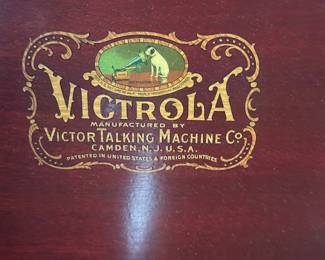 VICTROLA
MANUFACTURED BY
VICTOR TALKING MACHINE CO.
CAMDEN, N.J. U.S.A.
PATENTED IN UNITED STATES & FOREIGN COUNTRIES